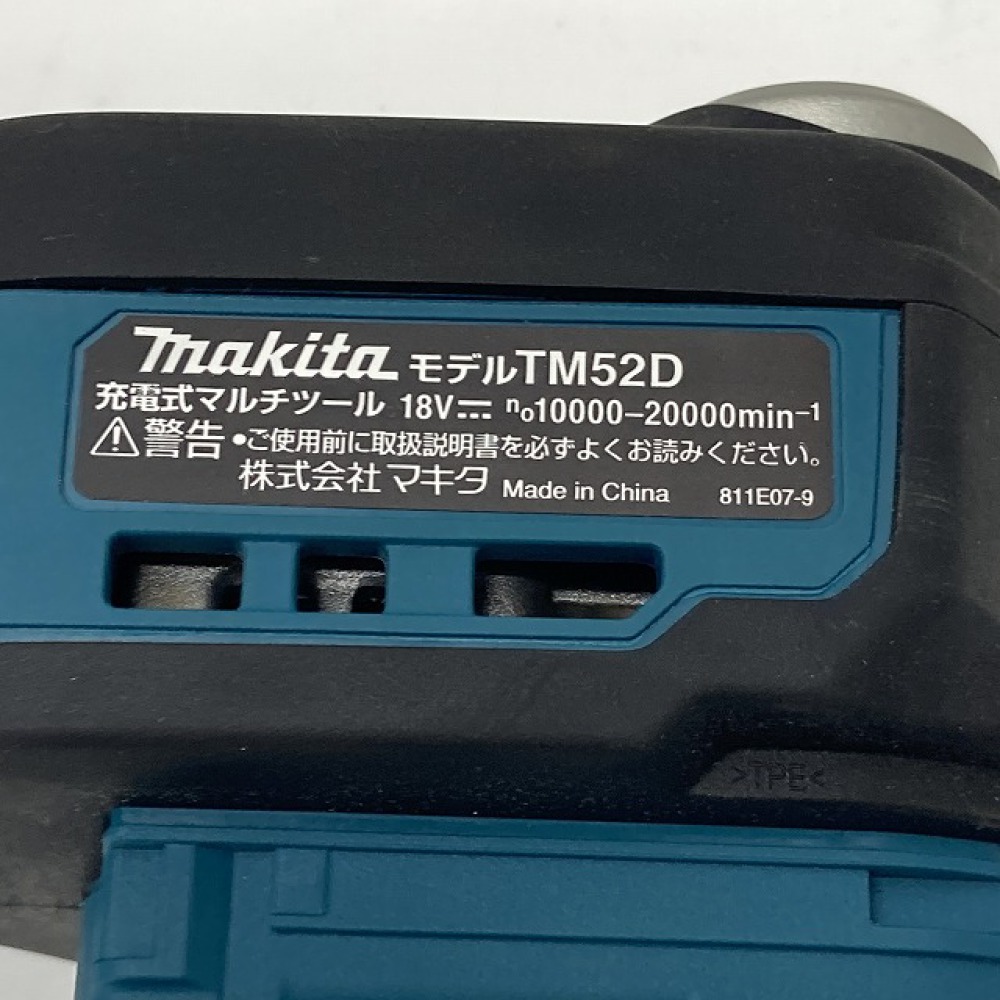 makita モデルTM52D
充電式マルチツール 18V⎓ n₀10000-20000min⁻¹
⚠警告 •ご使用前に取扱説明書を必ずよくお読みください。
株式会社 マキタ Made in China 811E07-9
>TPE<